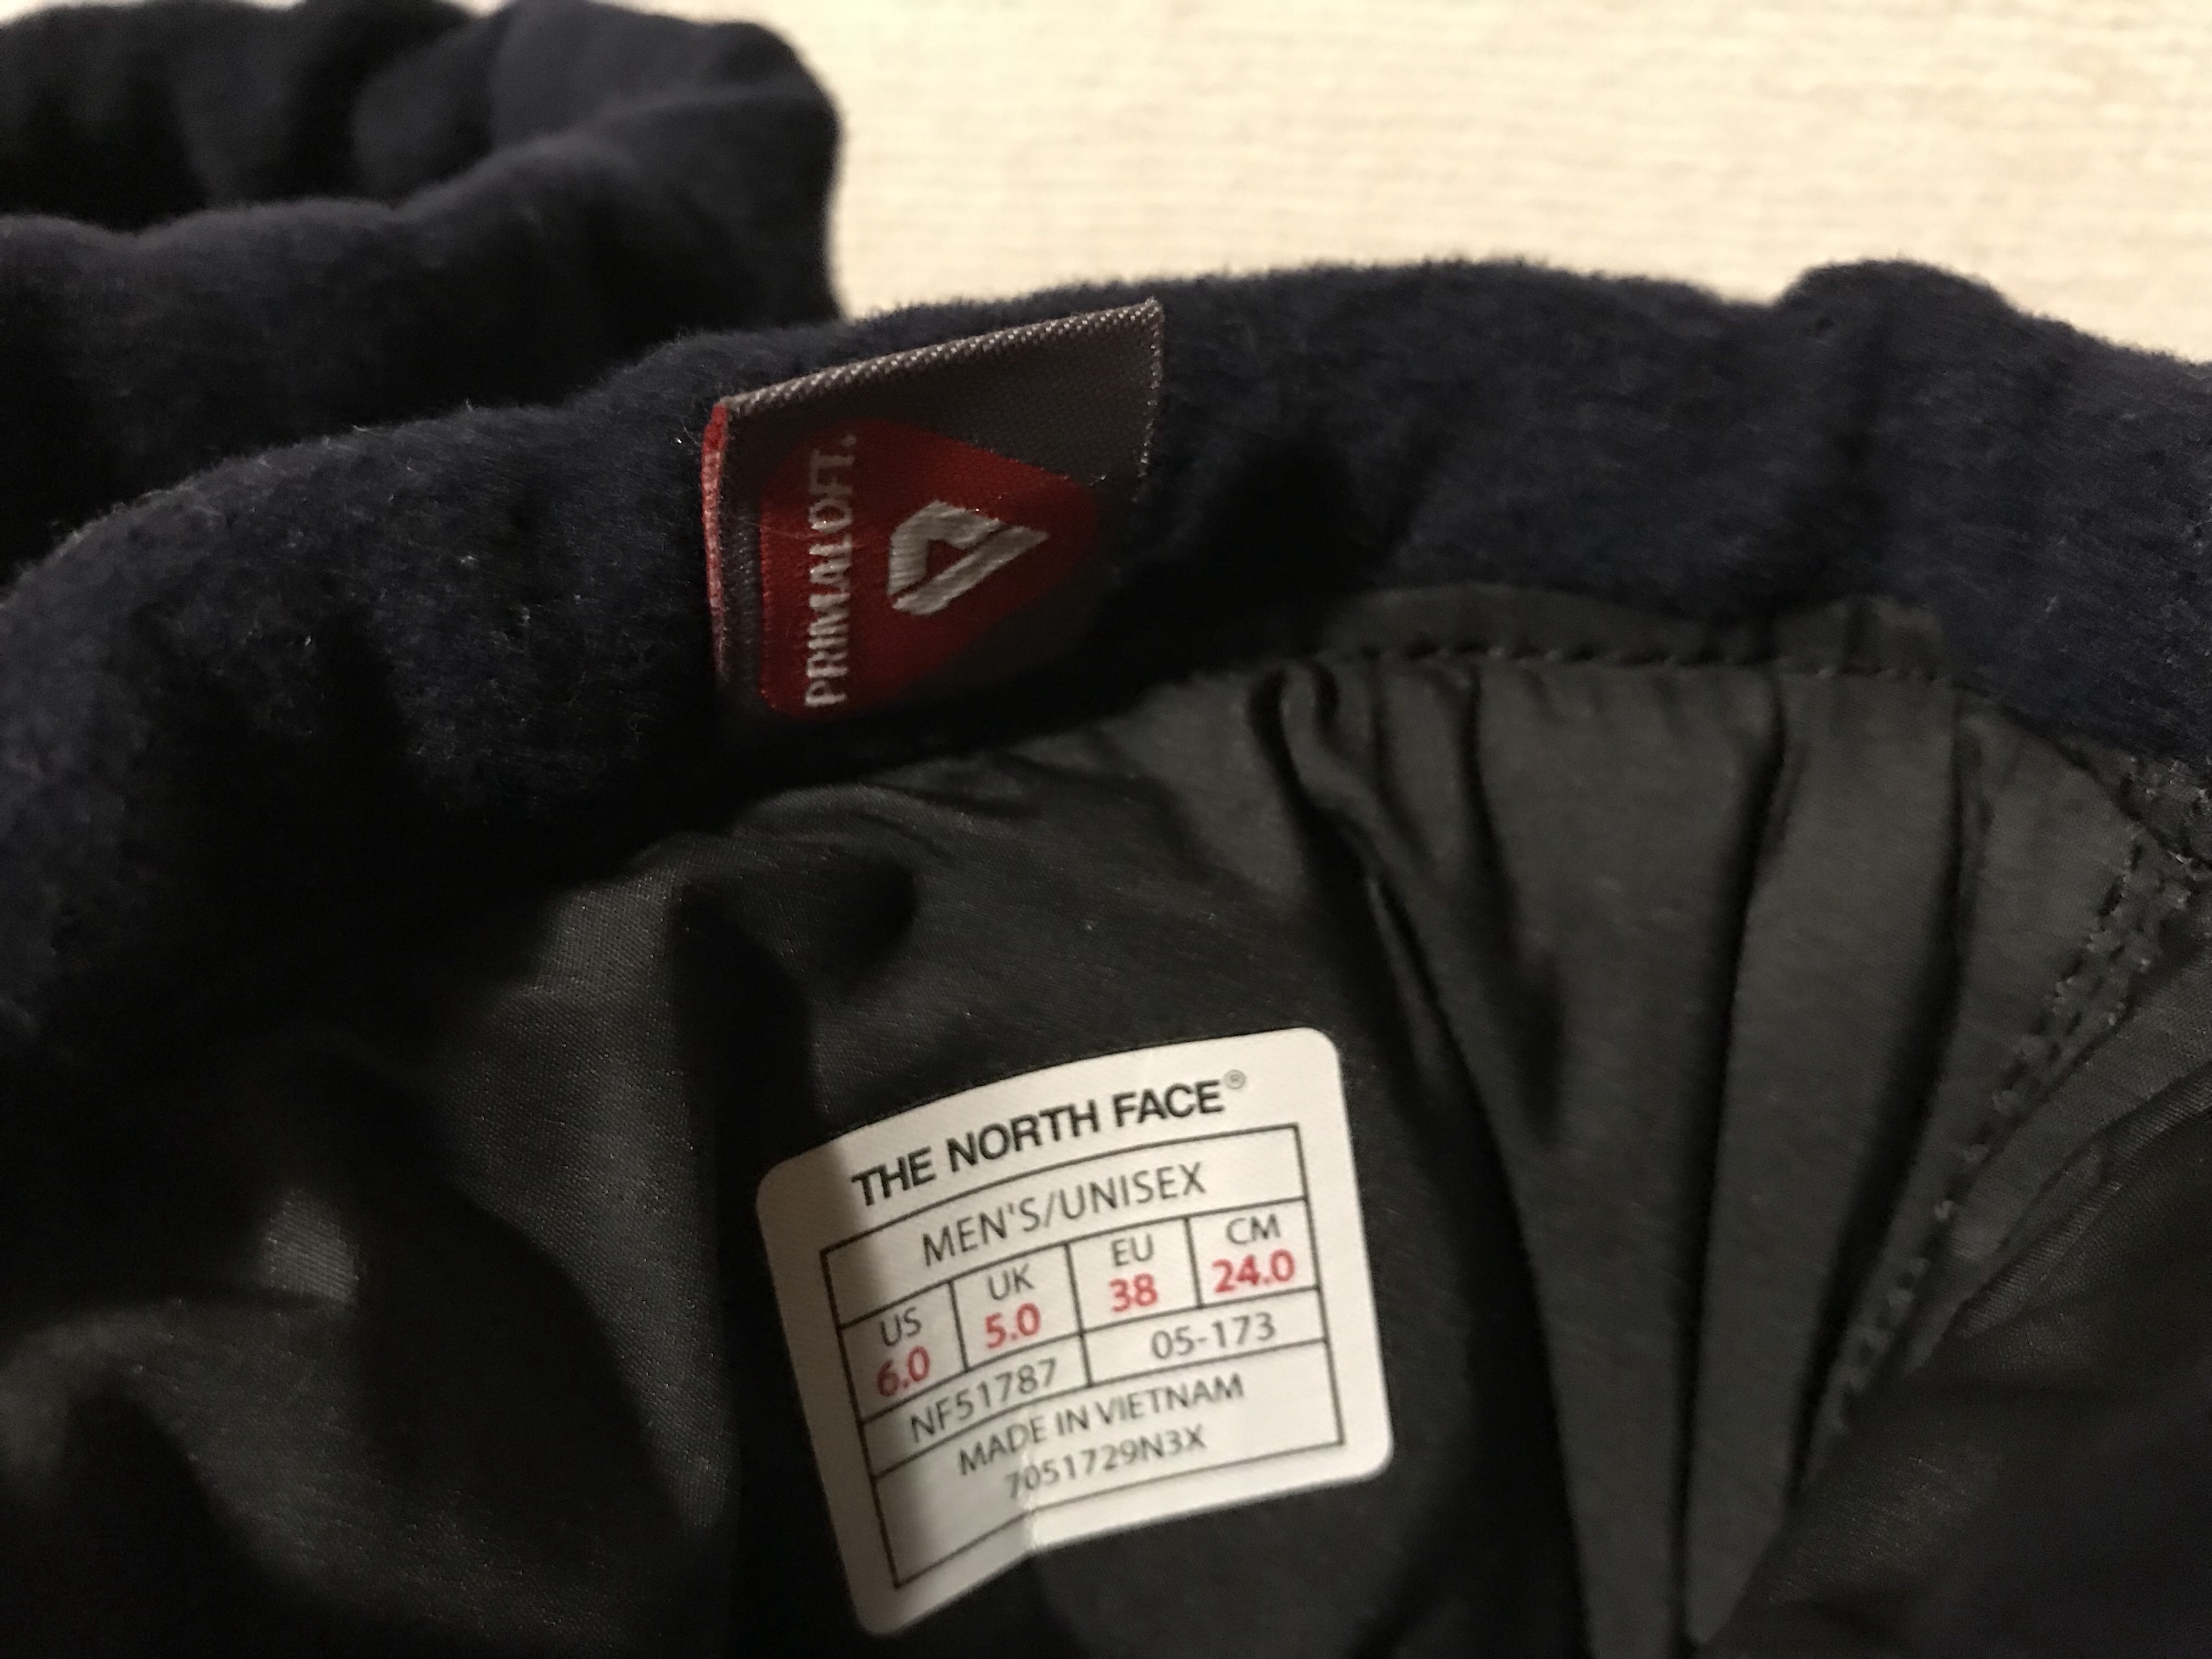 PRIMALOFT.
THE NORTH FACE®
MEN'S/UNISEX
US UK EU CM
6.0 5.0 38 24.0
NF51787 05-173
MADE IN VIETNAM
7051729N3X